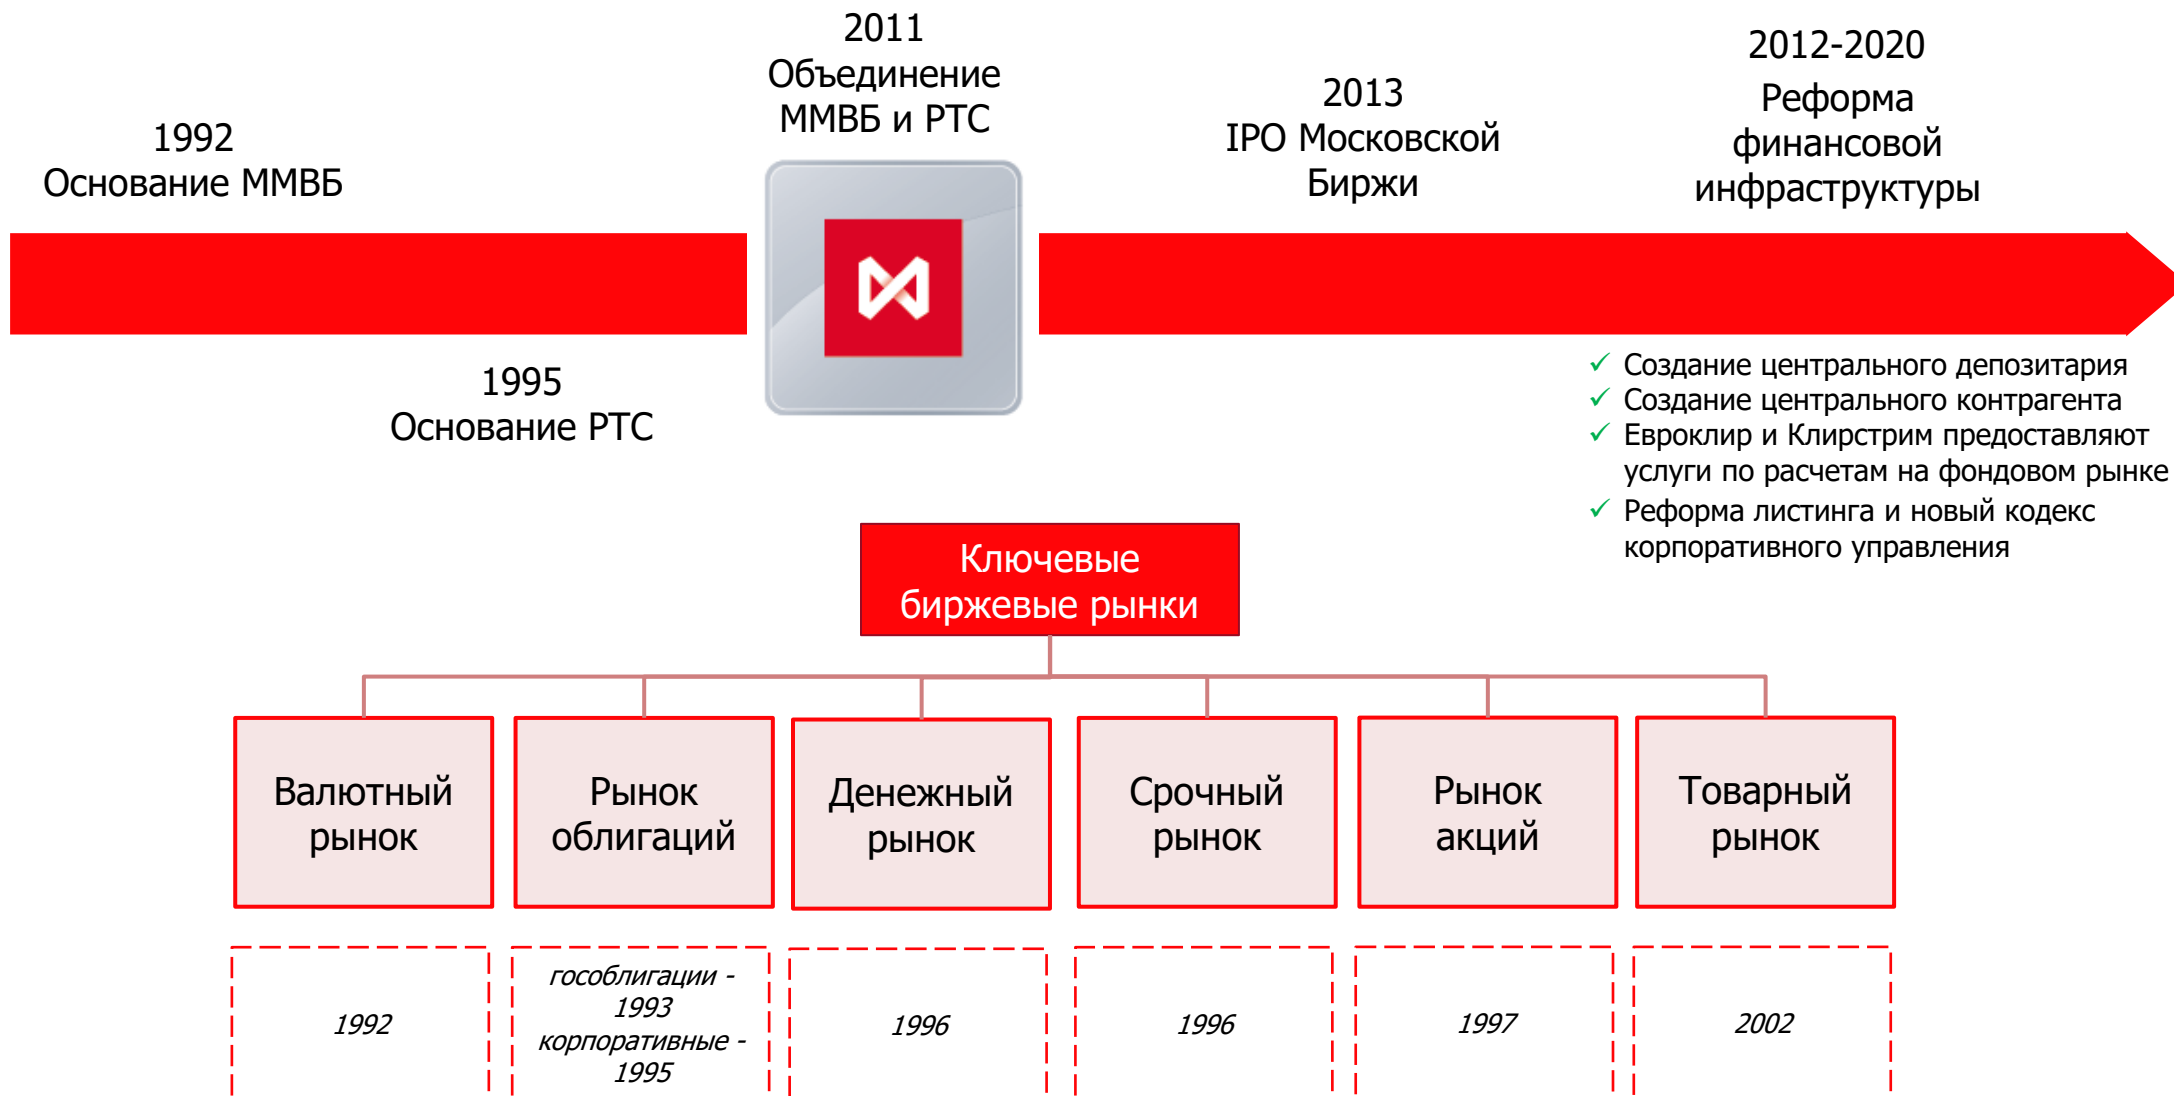 1992
Основание ММВБ
2011
Объединение
ММВБ и РТС
2013
IPO Московской
Биржи
2012-2020
Реформа
финансовой
инфраструктуры
1995
Основание РТС
✓ Создание центрального депозитария
✓ Создание центрального контрагента
✓ Евроклир и Клирстрим предоставляют
услуги по расчетам на фондовом рынке
✓ Реформа листинга и новый кодекс
корпоративного управления
Ключевые
биржевые рынки
Валютный
рынок
Рынок
облигаций
Денежный
рынок
Срочный
рынок
Рынок
акций
Товарный
рынок
1992
гособлигации -
1993
корпоративные -
1995
1996
1996
1997
2002